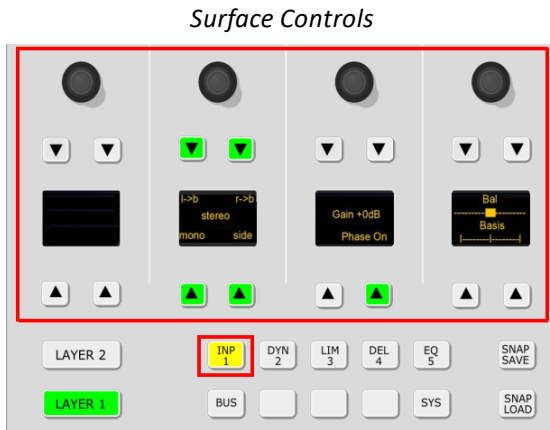 Surface Controls
l->b r->b
stereo
mono side
Gain +0dB
Phase On
Bal
Basis
LAYER 2
INP
1
DYN
2
LIM
3
DEL
4
EQ
5
SNAP
SAVE
LAYER 1
BUS
SYS
SNAP
LOAD